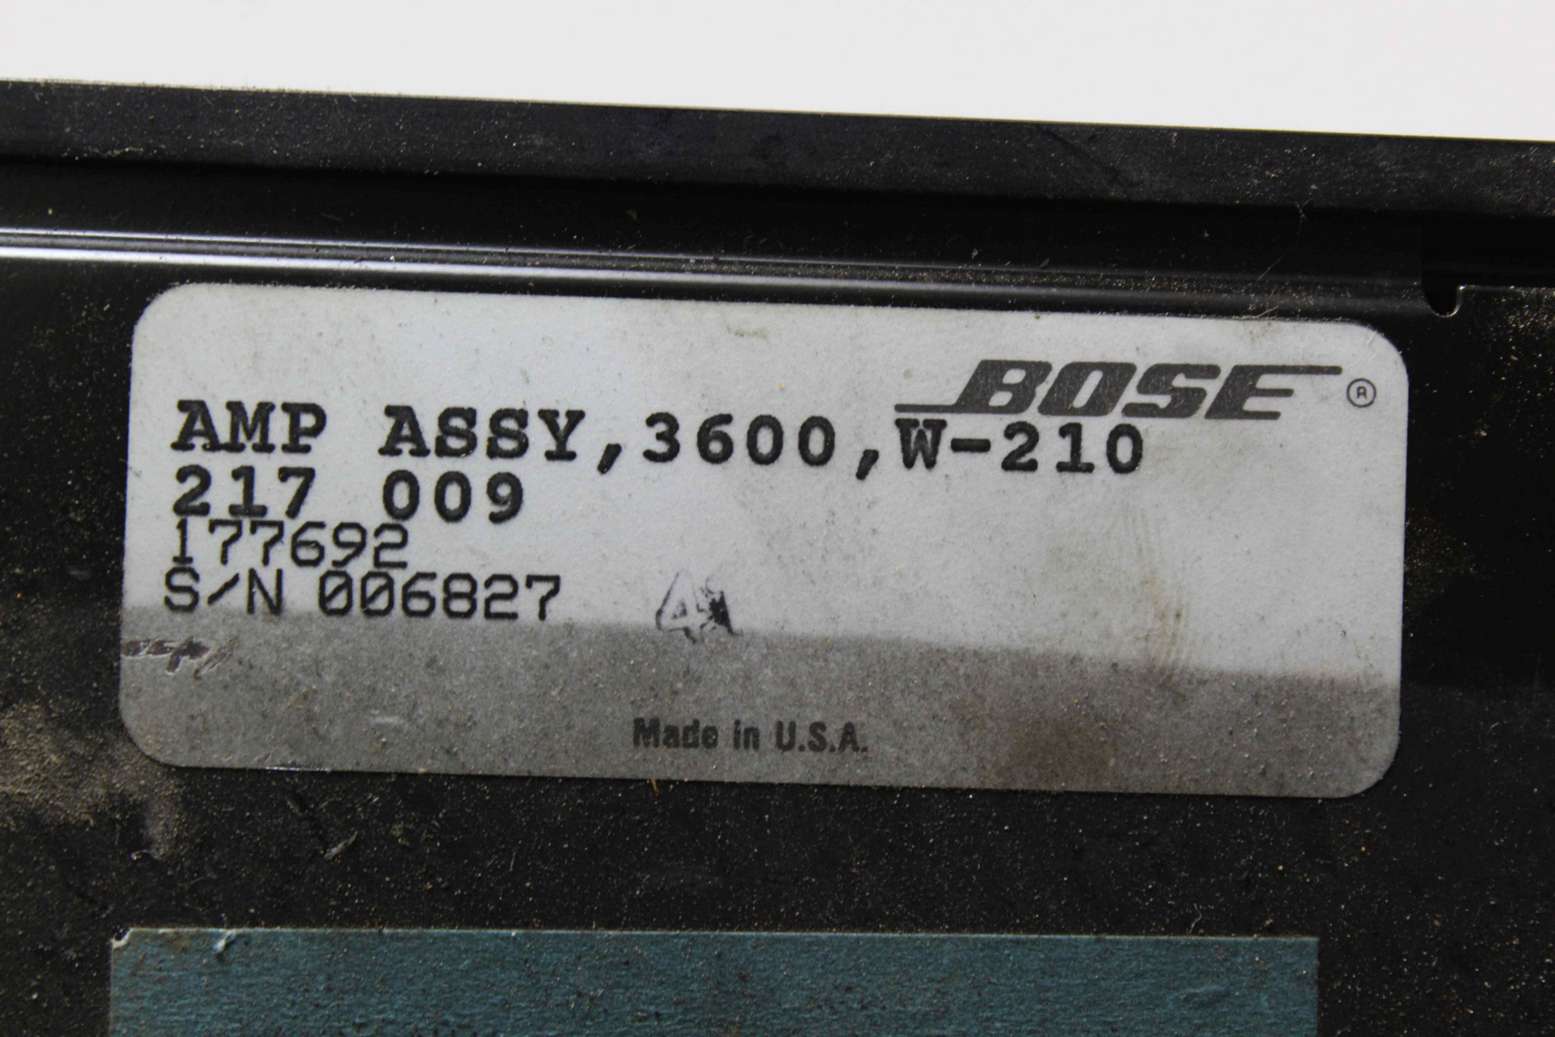 BOSE ®
AMP ASSY,3600,W-210
217 009
177692
S/N 006827
Made in U.S.A.